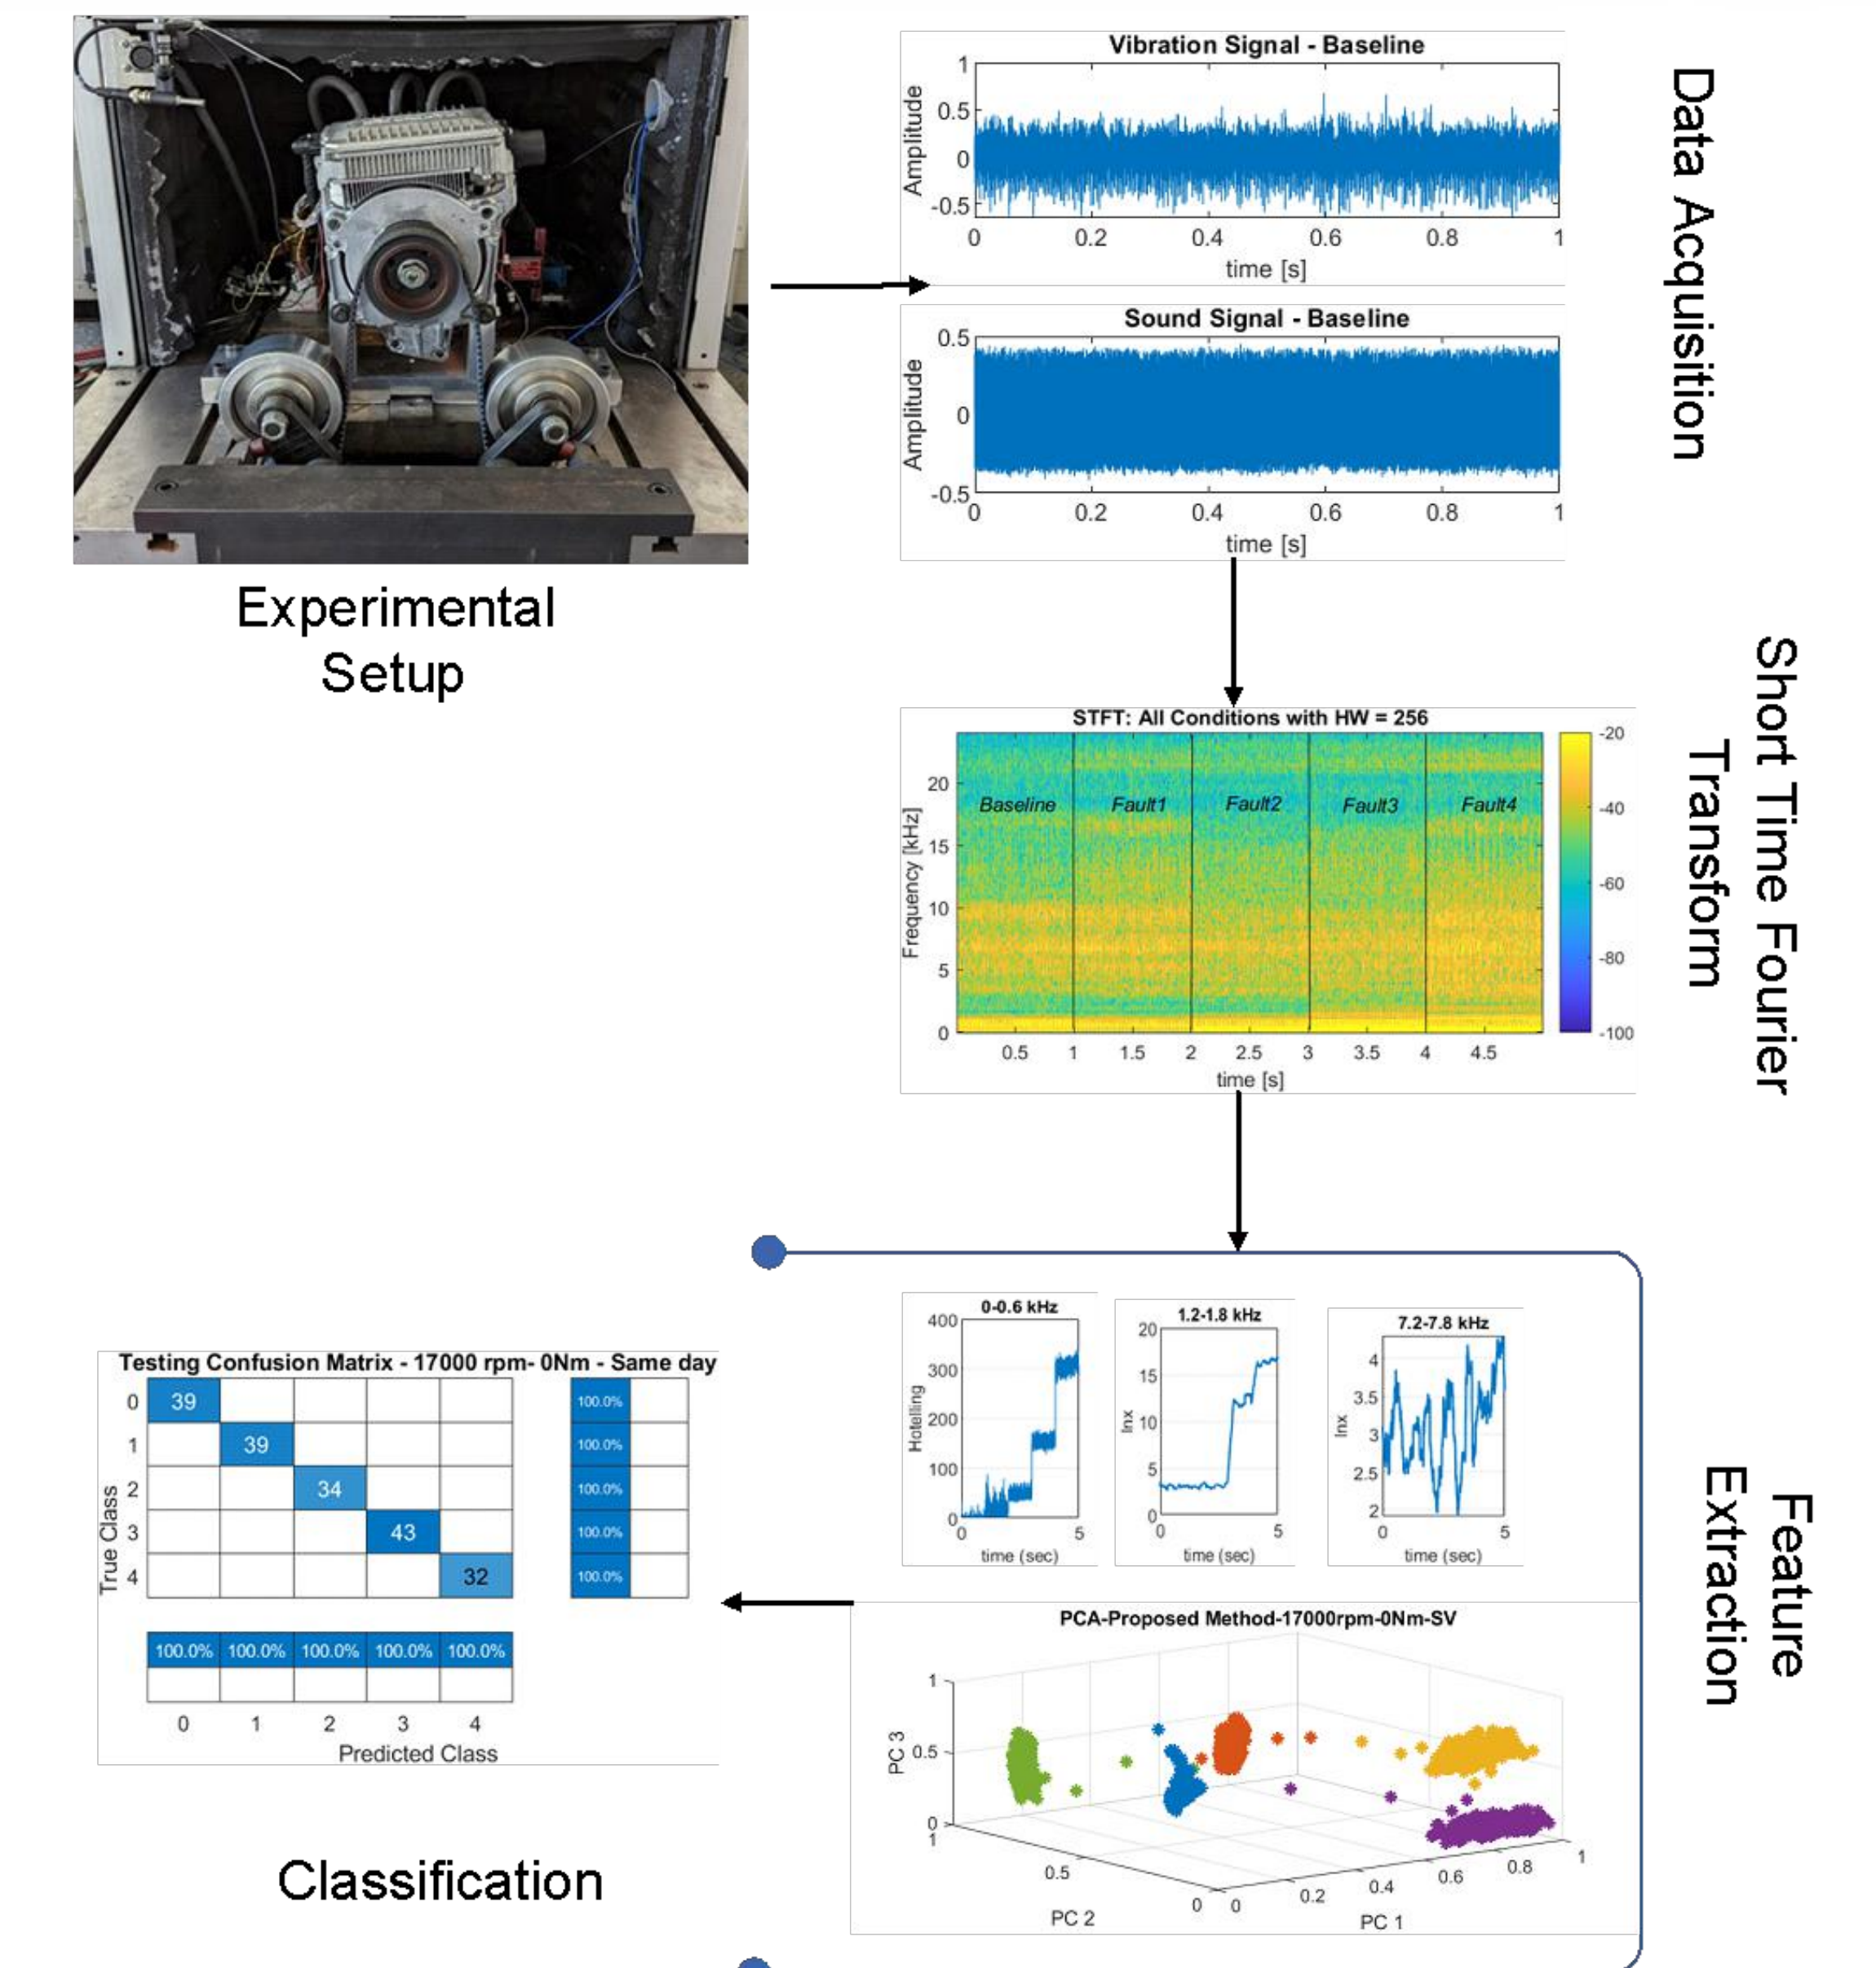 Experimental
Setup
Vibration Signal - Baseline
Amplitude
1
0.5
0
-0.5
0 0.2 0.4 0.6 0.8 1
time [s]
Sound Signal - Baseline
Amplitude
0.5
0
-0.5
0 0.2 0.4 0.6 0.8 1
time [s]
Data Acquisition
STFT: All Conditions with HW = 256
Frequency [kHz]
20
15
10
5
0
Baseline Fault1 Fault2 Fault3 Fault4
0.5 1 1.5 2 2.5 3 3.5 4 4.5
time [s]
-20
-40
-60
-80
-100
Short Time Fourier
Transform
0-0.6 kHz
Hotelling
400
300
200
100
0
0 5
time (sec)
1.2-1.8 kHz
Inx
20
15
10
5
0
0 5
time (sec)
7.2-7.8 kHz
Inx
4
3.5
3
2.5
2
0 5
time (sec)
PCA-Proposed Method-17000rpm-0Nm-SV
PC 3
1
0.5
0
1
0.5
0
PC 2
0
0.2
0.4
0.6
0.8
1
PC 1
Feature
Extraction
Testing Confusion Matrix - 17000 rpm- 0Nm - Same day
True Class
0 39 100.0%
1 39 100.0%
2 34 100.0%
3 43 100.0%
4 32 100.0%
100.0% 100.0% 100.0% 100.0% 100.0%
0 1 2 3 4
Predicted Class
Classification